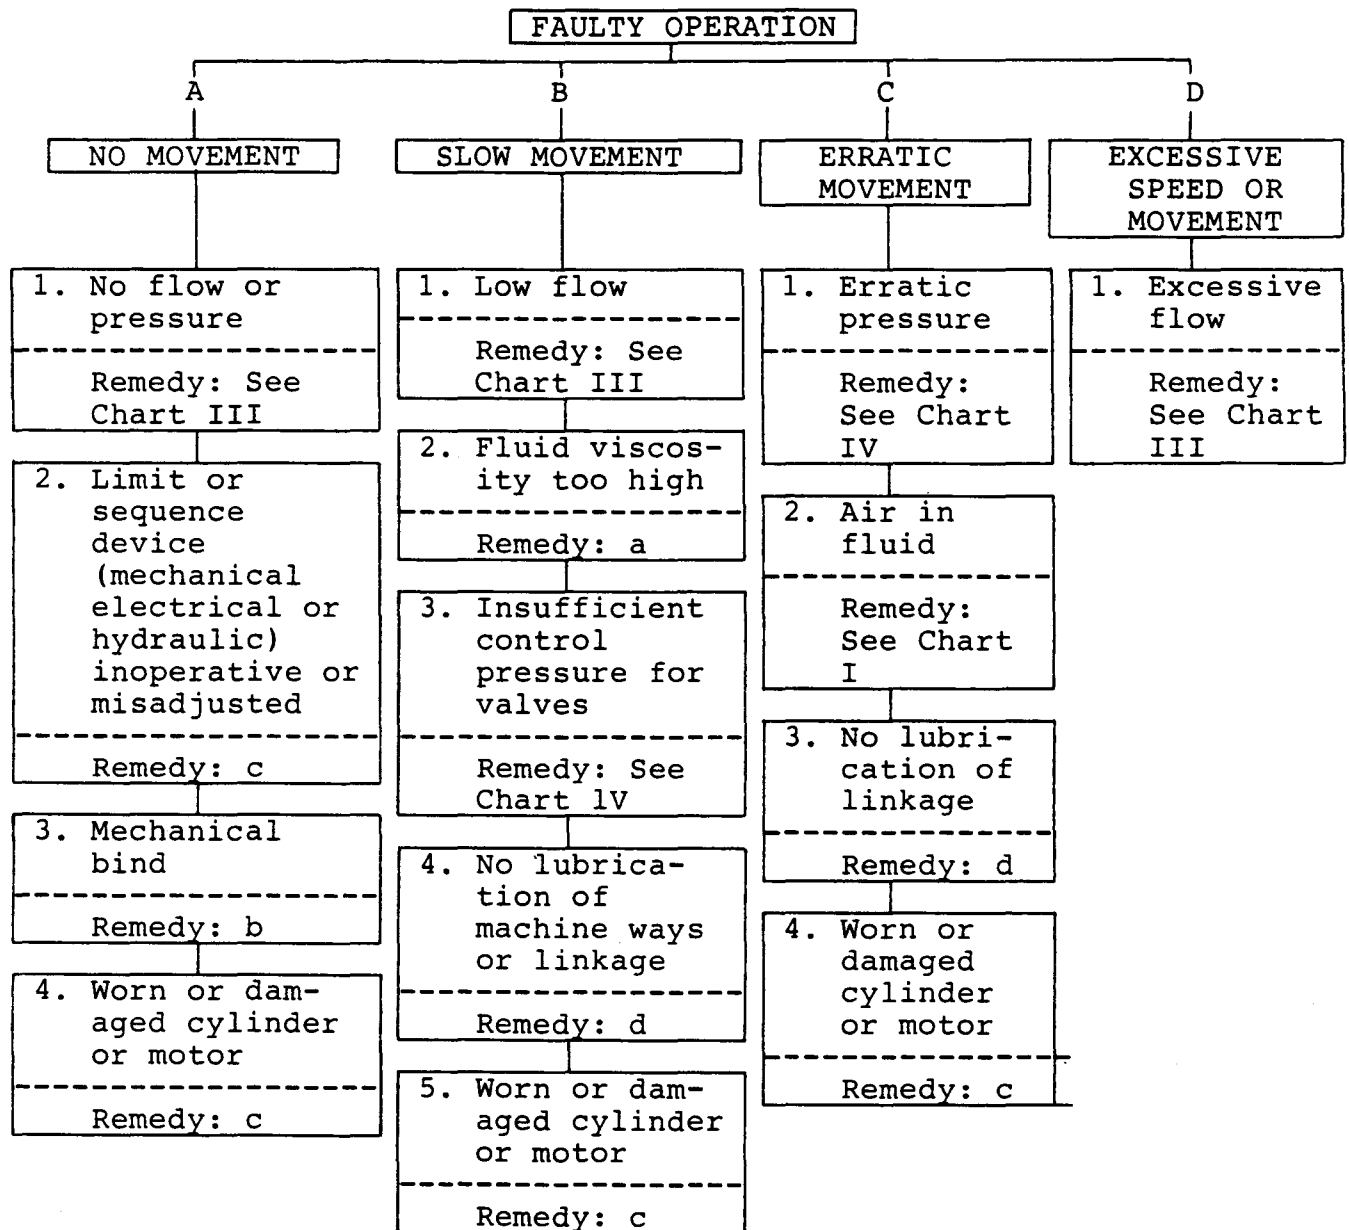 FAULTY OPERATION
A
B
C
D
NO MOVEMENT
SLOW MOVEMENT
ERRATIC
MOVEMENT
EXCESSIVE
SPEED OR
MOVEMENT
1. No flow or
pressure
Remedy: See
Chart III
2. Limit or
sequence
device
(mechanical
electrical or
hydraulic)
inoperative or
misadjusted
Remedy: c
3. Mechanical
bind
Remedy: b
4. Worn or dam-
aged cylinder
or motor
Remedy: c
1. Low flow
Remedy: See
Chart III
2. Fluid viscos-
ity too high
Remedy: a
3. Insufficient
control
pressure for
valves
Remedy: See
Chart lV
4. No lubrica-
tion of
machine ways
or linkage
Remedy: d
5. Worn or dam-
aged cylinder
or motor
Remedy: c
1. Erratic
pressure
Remedy:
See Chart
IV
2. Air in
fluid
Remedy:
See Chart
I
3. No lubri-
cation of
linkage
Remedy: d
4. Worn or
damaged
cylinder
or motor
Remedy: c
1. Excessive
flow
Remedy:
See Chart
III